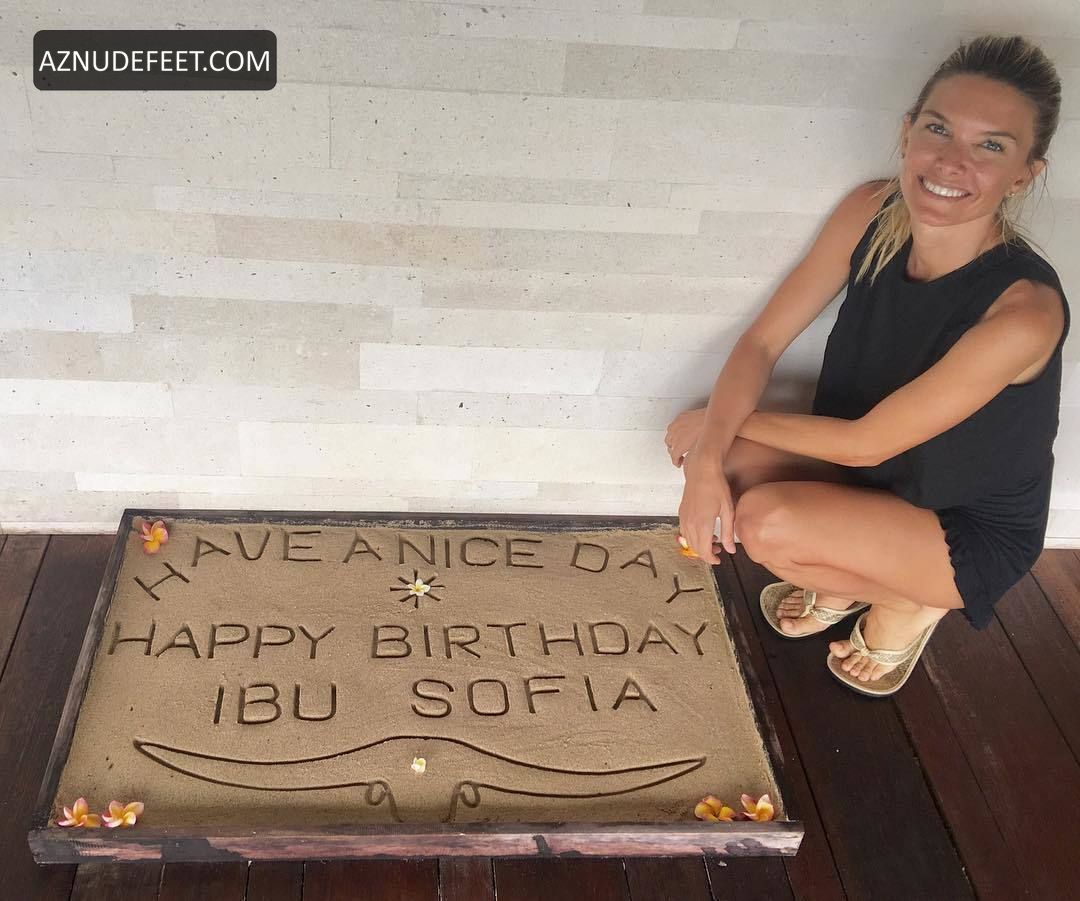 AZNUDEFEET.COM
HAVE A NICE DAY
HAPPY BIRTHDAY
IBU SOFIA